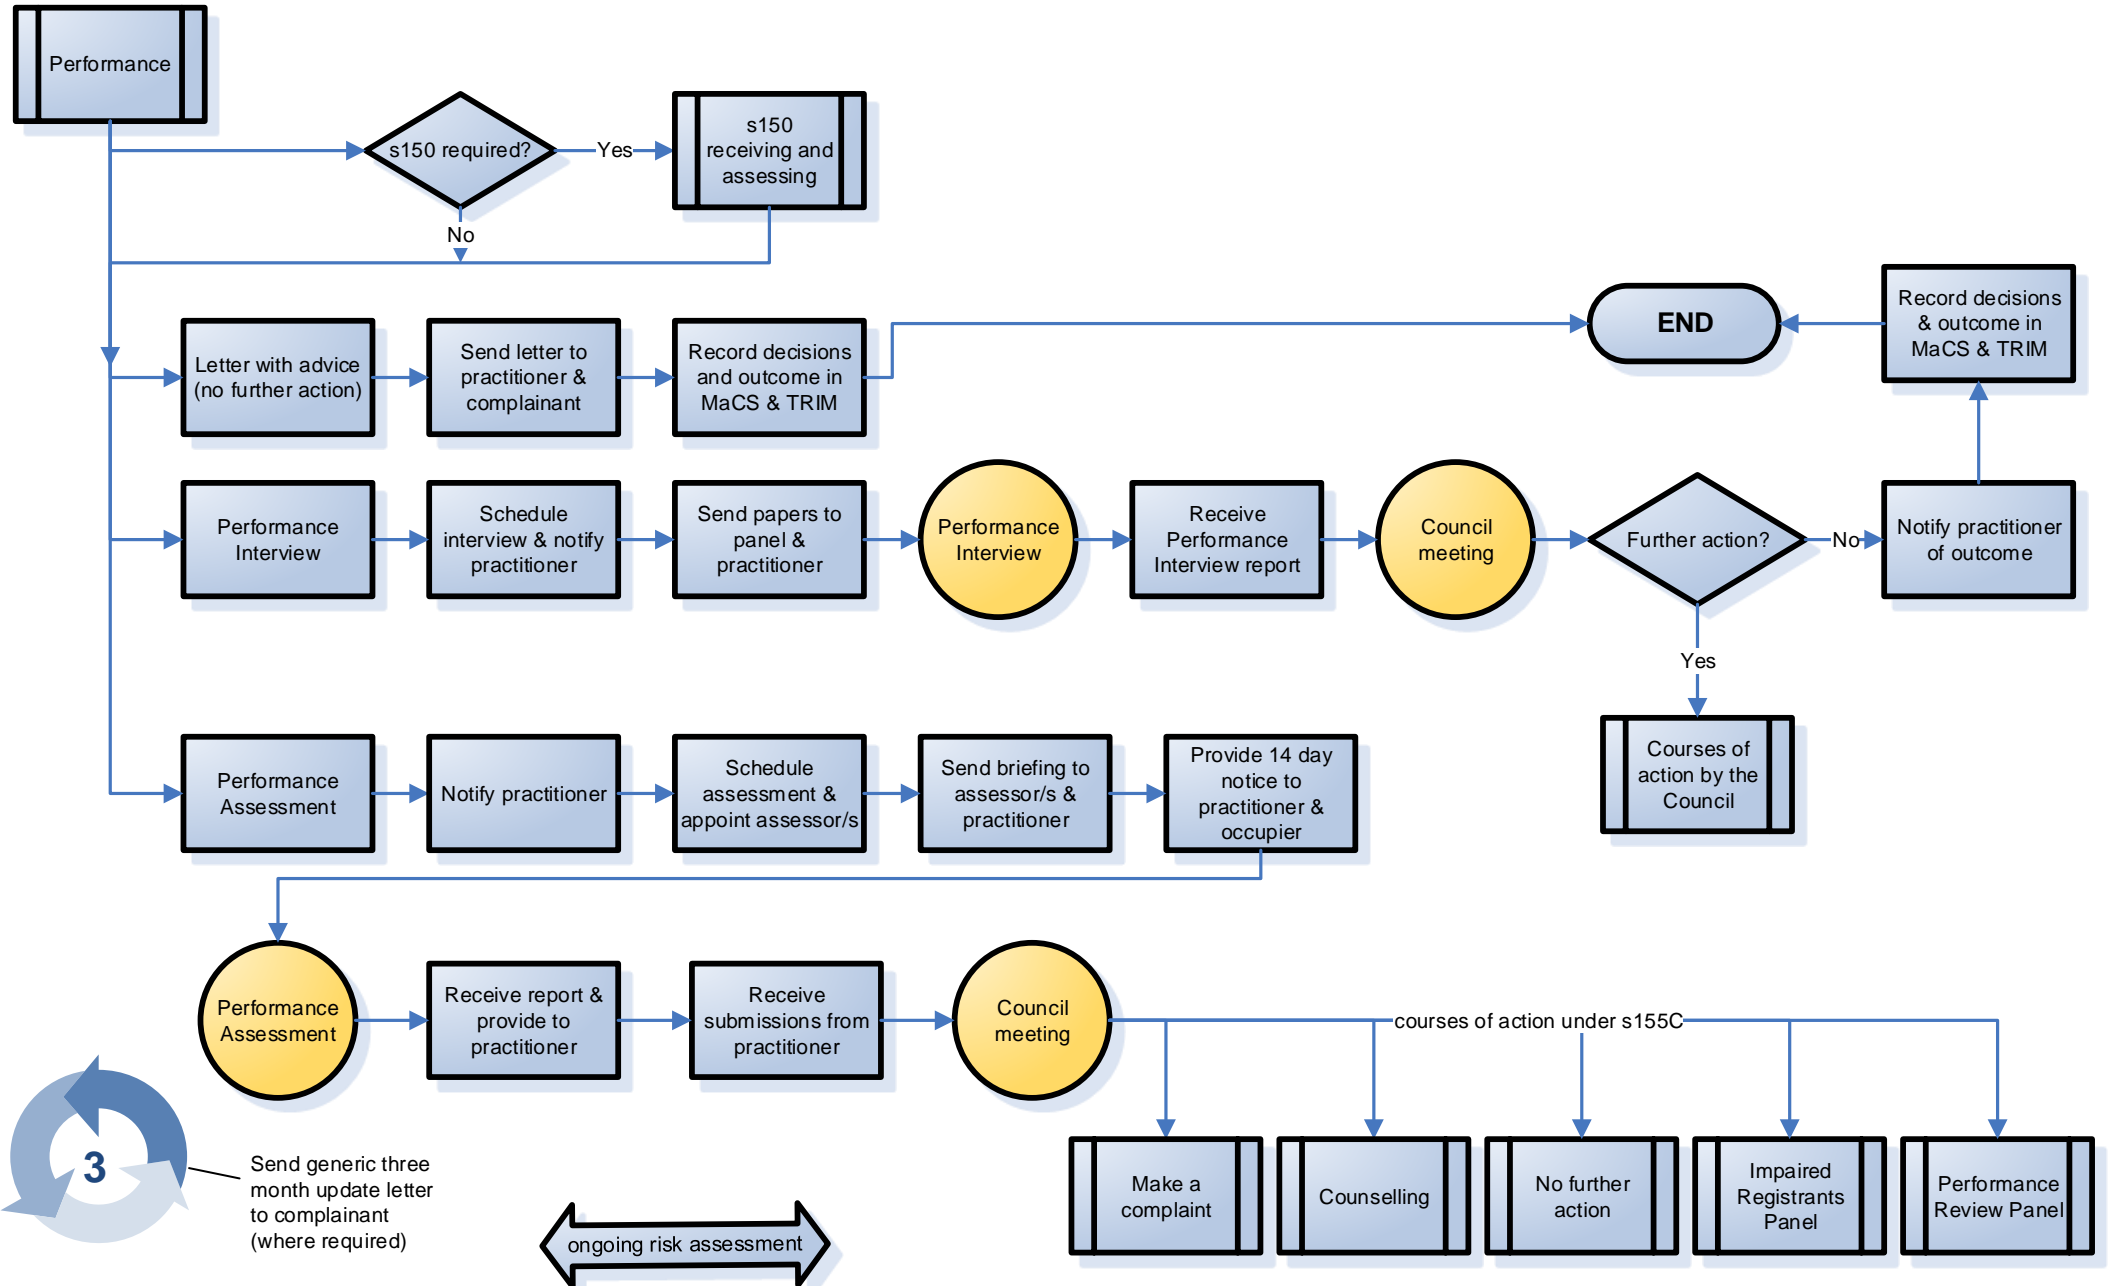 Performance
s150 required?
Yes
s150
receiving and
assessing
No
Letter with advice
(no further action)
Send letter to
practitioner &
complainant
Record decisions
and outcome in
MaCS & TRIM
END
Record decisions
& outcome in
MaCS & TRIM
Performance
Interview
Schedule
interview & notify
practitioner
Send papers to
panel &
practitioner
Performance
Interview
Receive
Performance
Interview report
Council
meeting
Further action?
No
Notify practitioner
of outcome
Yes
Courses of
action by the
Council
Performance
Assessment
Notify practitioner
Schedule
assessment &
appoint assessor/s
Send briefing to
assessor/s &
practitioner
Provide 14 day
notice to
practitioner &
occupier
Performance
Assessment
Receive report &
provide to
practitioner
Receive
submissions from
practitioner
Council
meeting
courses of action under s155C
Make a
complaint
Counselling
No further
action
Impaired
Registrants
Panel
Performance
Review Panel
3
Send generic three
month update letter
to complainant
(where required)
ongoing risk assessment